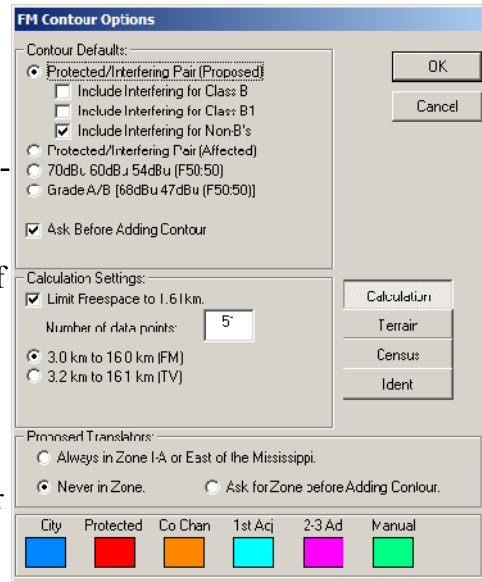 FM Contour Options
Contour Defaults:
Protected/Interfering Pair (Proposed)
Include Interfering for Class B
Include Interfering for Class B1
Include Interfering for Non-B's
Protected/Interfering Pair (Affected)
70dBu 60dBu 54dBu (F50:50)
Grade A/B [68dBu 47dBu (F50:50)]
Ask Before Adding Contour
OK
Cancel
Calculation Settings:
Limit Freespace to 1.61km.
Number of data points:
3.0 km to 16.0 km (FM)
3.2 km to 16.1 km (TV)
Calculation
Terrain
Census
Ident
Proposed Translators:
Always in Zone I-A or East of the Mississippi.
Never in Zone.
Ask for Zone before Adding Contour.
City Protected Co Chan 1st Adj 2-3 Ad Manual